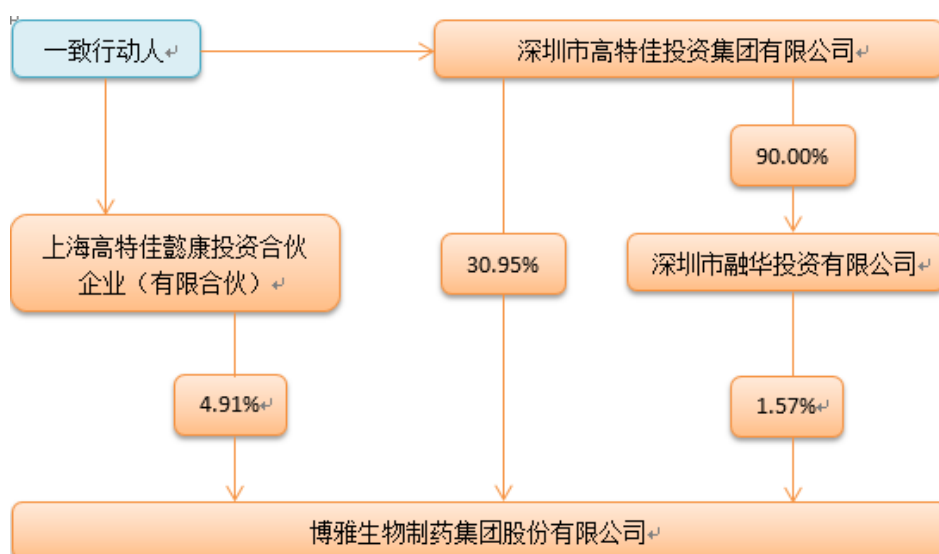 一致行动人
深圳市高特佳投资集团有限公司
90.00%
上海高特佳懿康投资合伙
企业（有限合伙）
30.95%
深圳市融华投资有限公司
4.91%
1.57%
博雅生物制药集团股份有限公司